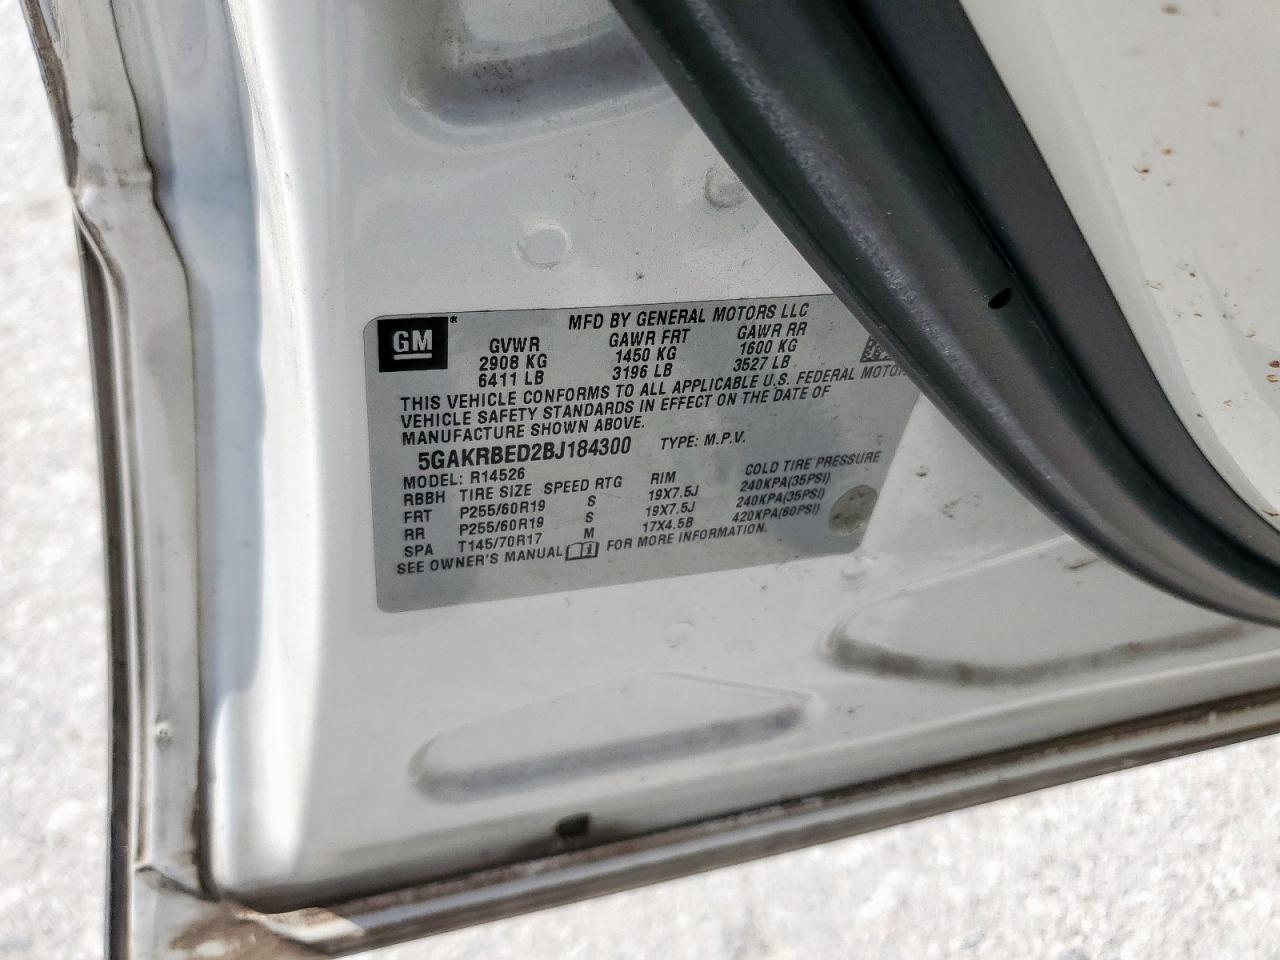 GM
MFD BY GENERAL MOTORS LLC
GVWR GAWR FRT GAWR RR
2908 KG 1450 KG 1600 KG
6411 LB 3196 LB 3527 LB
THIS VEHICLE CONFORMS TO ALL APPLICABLE U.S. FEDERAL MOTOR
VEHICLE SAFETY STANDARDS IN EFFECT ON THE DATE OF
MANUFACTURE SHOWN ABOVE.
5GAKRBED2BJ184300 TYPE: M.P.V.
MODEL: R14526
RBBH TIRE SIZE SPEED RTG RIM COLD TIRE PRESSURE
FRT P255/60R19 S 19X7.5J 240KPA(35PSI)
RR P255/60R19 S 19X7.5J 240KPA(35PSI)
SPA T145/70R17 M 17X4.5B 420KPA(60PSI)
SEE OWNER'S MANUAL FOR MORE INFORMATION.